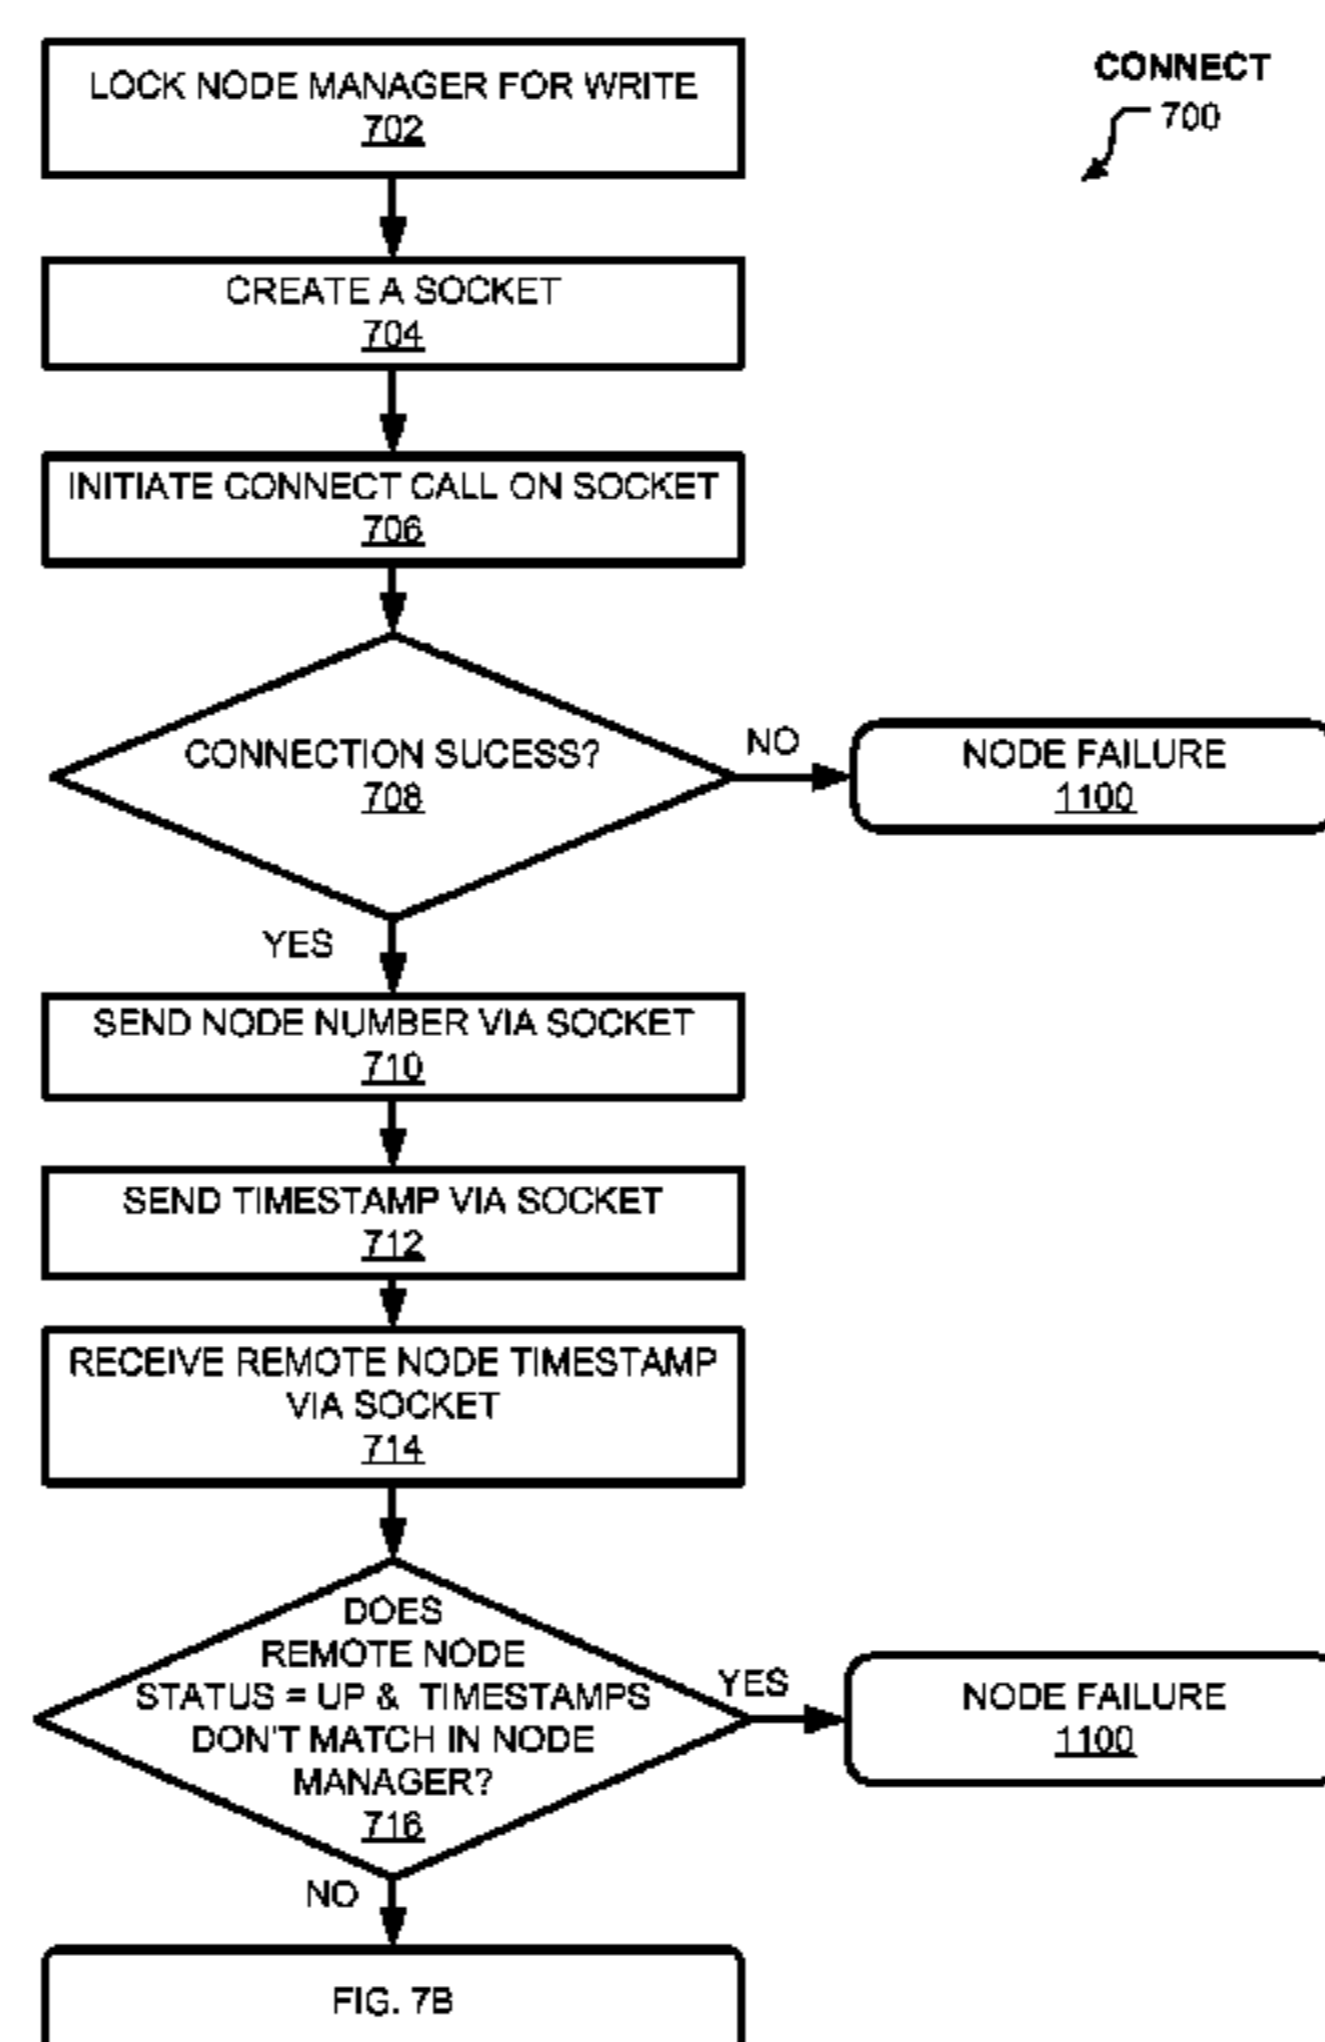 LOCK NODE MANAGER FOR WRITE
702
CONNECT
700
CREATE A SOCKET
704
INITIATE CONNECT CALL ON SOCKET
706
CONNECTION SUCESS?
708
NO
NODE FAILURE
1100
YES
SEND NODE NUMBER VIA SOCKET
710
SEND TIMESTAMP VIA SOCKET
712
RECEIVE REMOTE NODE TIMESTAMP
VIA SOCKET
714
DOES
REMOTE NODE
STATUS = UP & TIMESTAMPS
DON'T MATCH IN NODE
MANAGER?
716
YES
NODE FAILURE
1100
NO
FIG. 7B